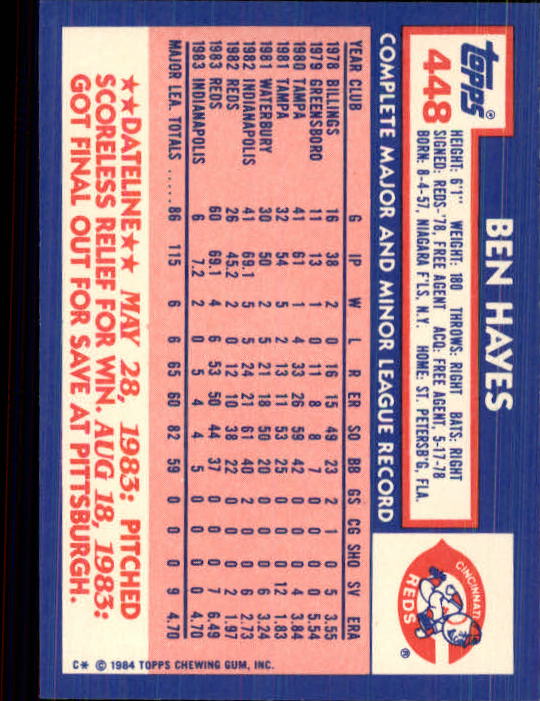 BEN HAYES
topps®
448
HEIGHT: 6'1" WEIGHT: 180 THROWS: RIGHT BATS: RIGHT
SIGNED: REDS-'78, FREE AGENT ACQ: FREE AGENT, 5-17-78
BORN: 8-4-57, NIAGARA F'LS, N.Y. HOME: ST. PETERSB'G, FLA.
CINCINNATI
REDS ®
COMPLETE MAJOR AND MINOR LEAGUE RECORD
YEAR CLUB G IP W L R ER SO BB GS CG SHO SV ERA
1978 BILLINGS 16 38 2 0 16 15 49 23 2 1 0 5 3.55
1979 GREENSBORO 11 13 1 0 11 8 8 7 0 0 0 0 5.54
1980 TAMPA 41 61 1 4 33 26 59 42 0 0 0 4 3.84
1981 TAMPA 32 54 5 2 13 11 53 25 0 0 0 12 1.83
1981 WATERBURY 30 50 2 5 21 18 50 20 0 0 0 6 3.24
1982 INDIANAPOLIS 41 69.1 5 5 24 21 61 40 2 0 0 6 2.73
1982 REDS 26 45.2 2 0 12 10 38 22 0 0 0 2 1.97
1983 REDS 60 69.1 4 6 53 50 44 37 0 0 0 7 6.49
1983 INDIANAPOLIS 6 7.2 2 0 5 4 4 5 0 0 0 0 4.70
MAJOR LEA. TOTALS ..... 86 115 6 6 65 60 82 59 0 0 0 9 4.70
★★DATELINE★★ MAY 28, 1983: PITCHED
SCORELESS RELIEF FOR WIN. AUG 18, 1983:
GOT FINAL OUT FOR SAVE AT PITTSBURGH.
C* © 1984 TOPPS CHEWING GUM, INC.